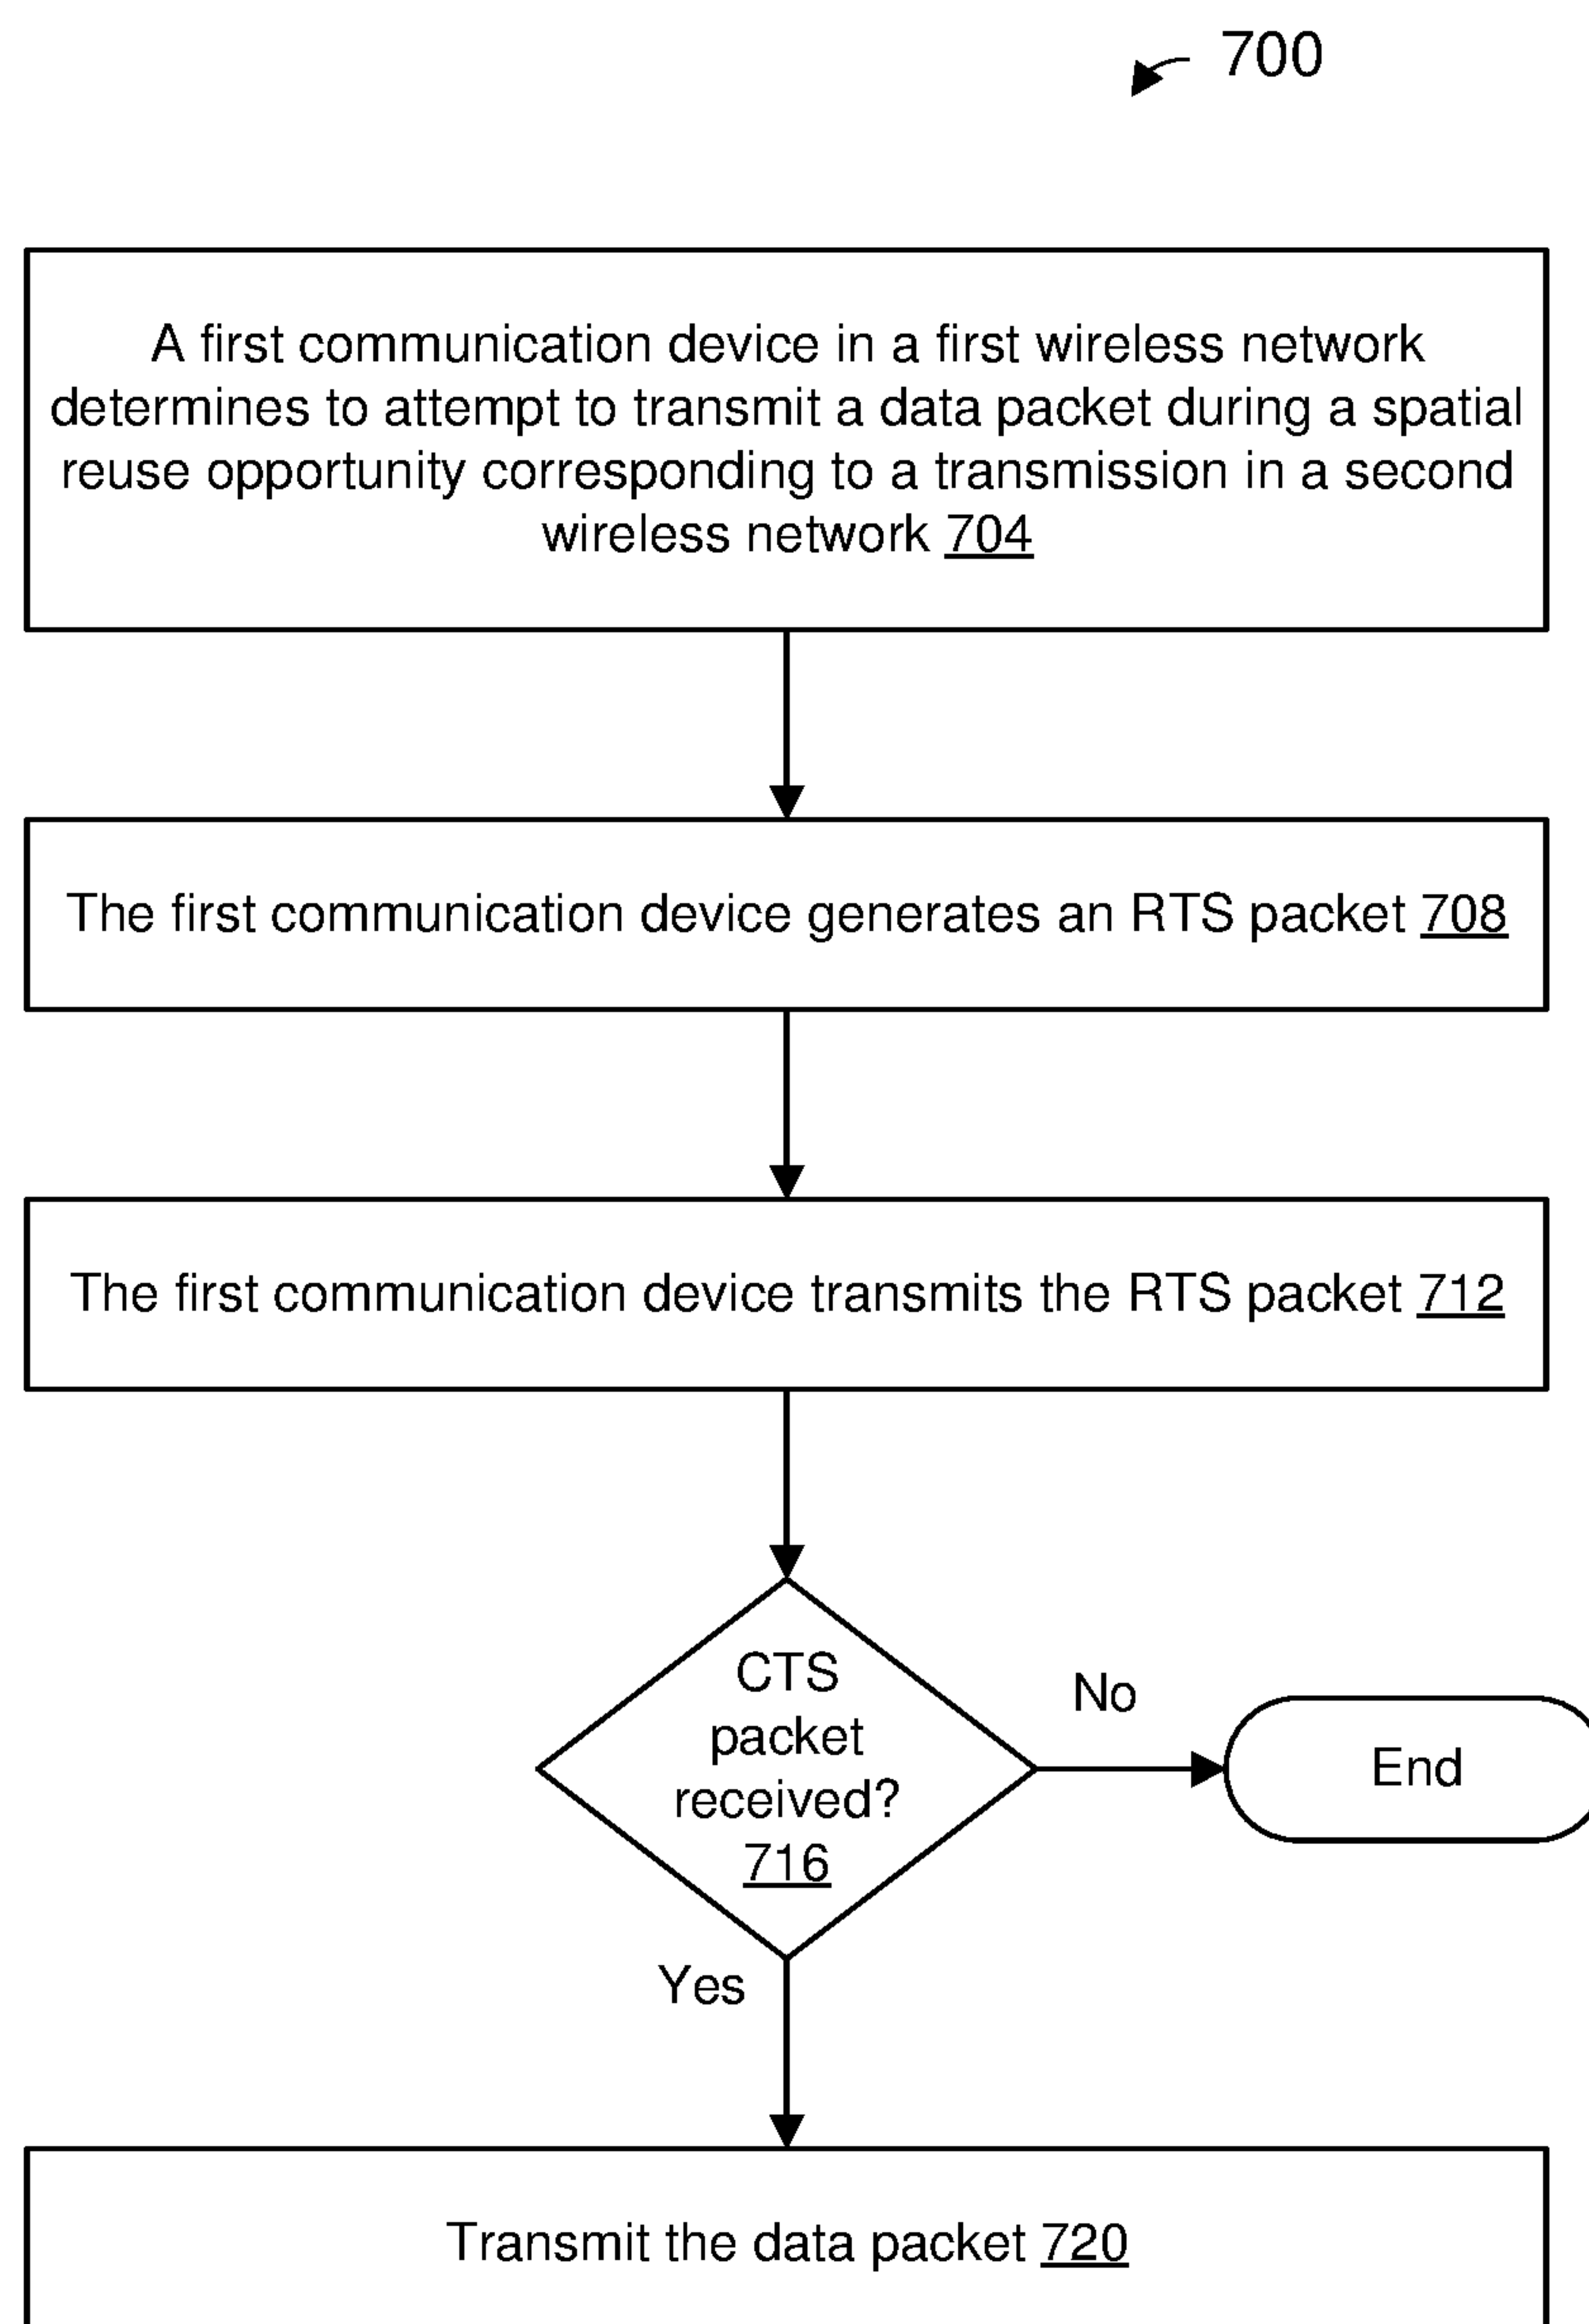 700
A first communication device in a first wireless network
determines to attempt to transmit a data packet during a spatial
reuse opportunity corresponding to a transmission in a second
wireless network 704
The first communication device generates an RTS packet 708
The first communication device transmits the RTS packet 712
CTS
packet
received?
716
No
End
Yes
Transmit the data packet 720